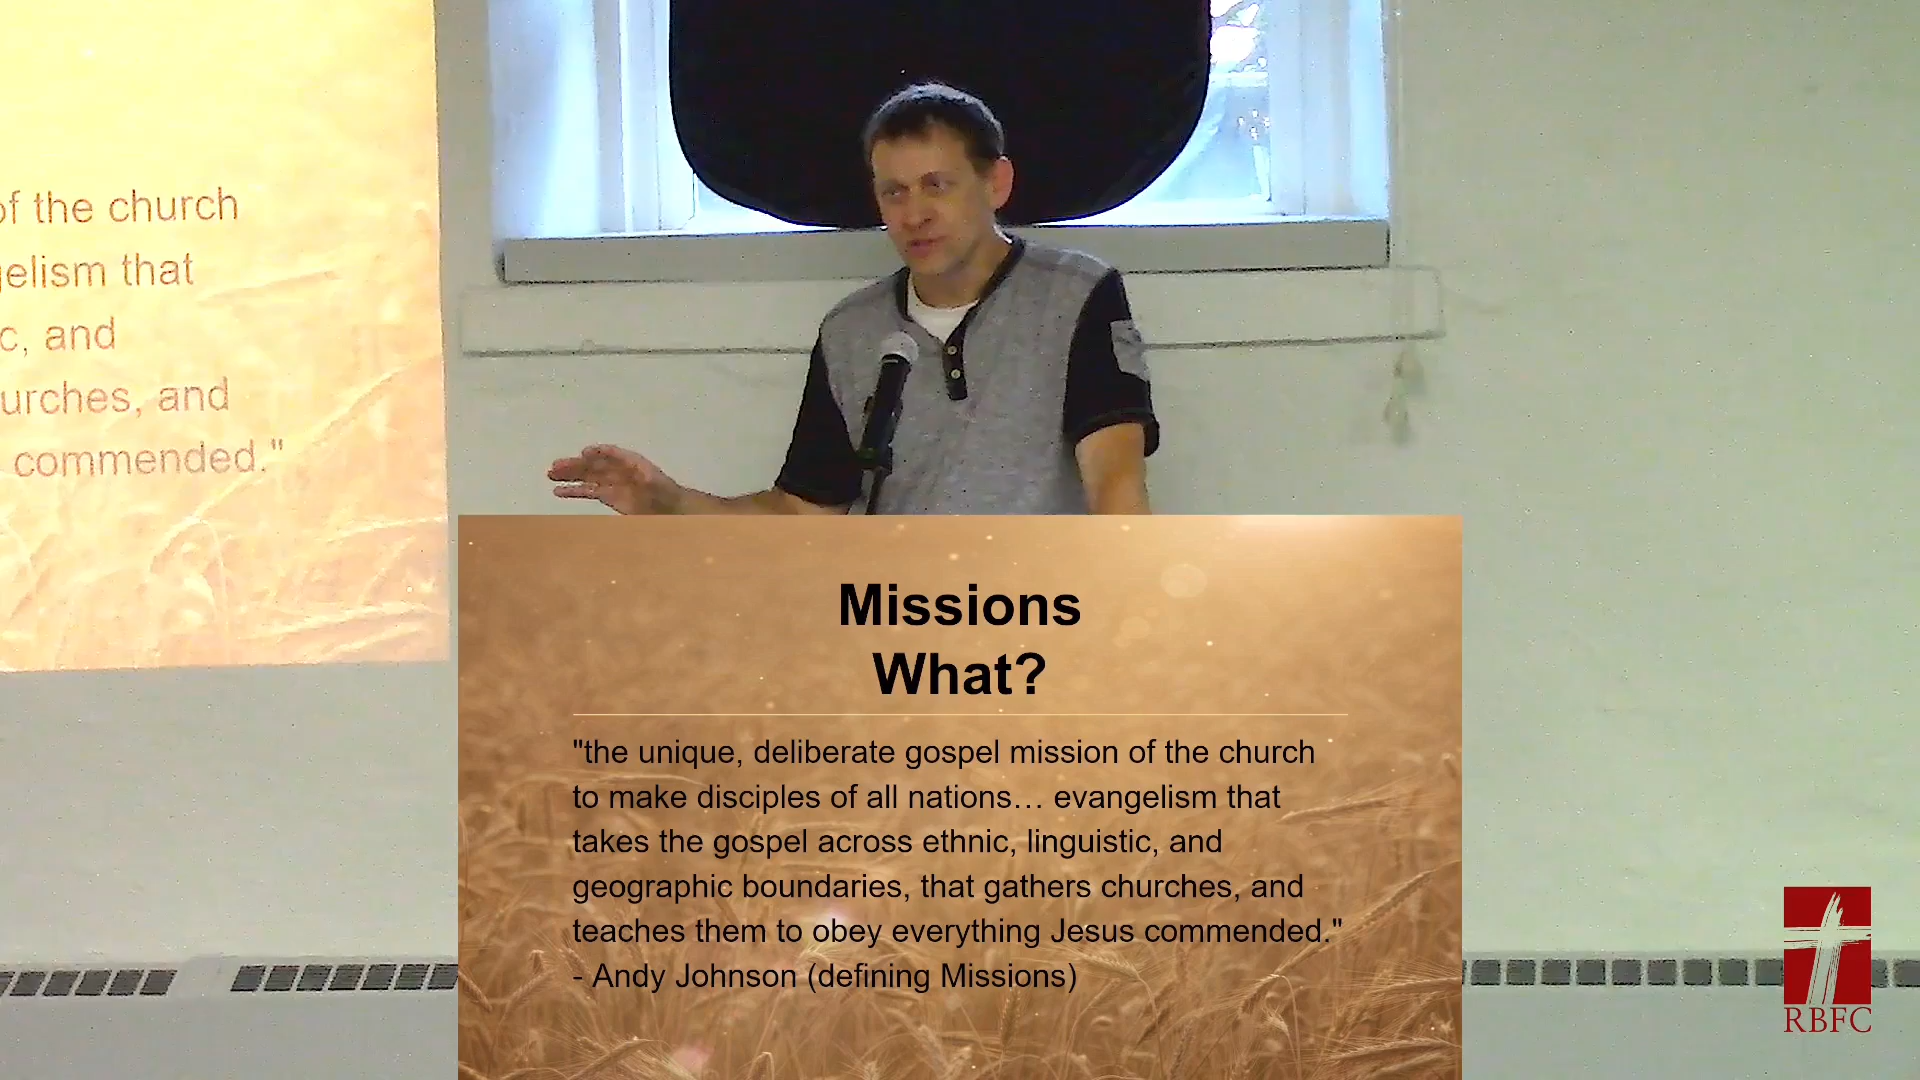 of the church
gelism that
c, and
urches, and
commended."
Missions
What?
"the unique, deliberate gospel mission of the church
to make disciples of all nations… evangelism that
takes the gospel across ethnic, linguistic, and
geographic boundaries, that gathers churches, and
teaches them to obey everything Jesus commended."
- Andy Johnson (defining Missions)
RBFC